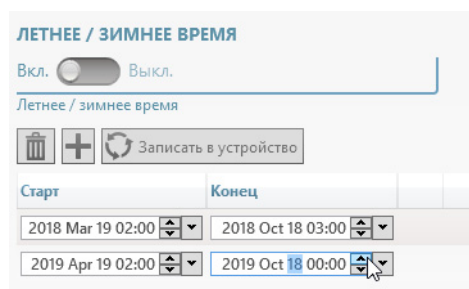 ЛЕТНЕЕ / ЗИМНЕЕ ВРЕМЯ
Вкл. Выкл.
Летнее / зимнее время
Записать в устройство
Старт Конец
2018 Mar 19 02:00 2018 Oct 18 03:00
2019 Apr 19 02:00 2019 Oct 18 00:00